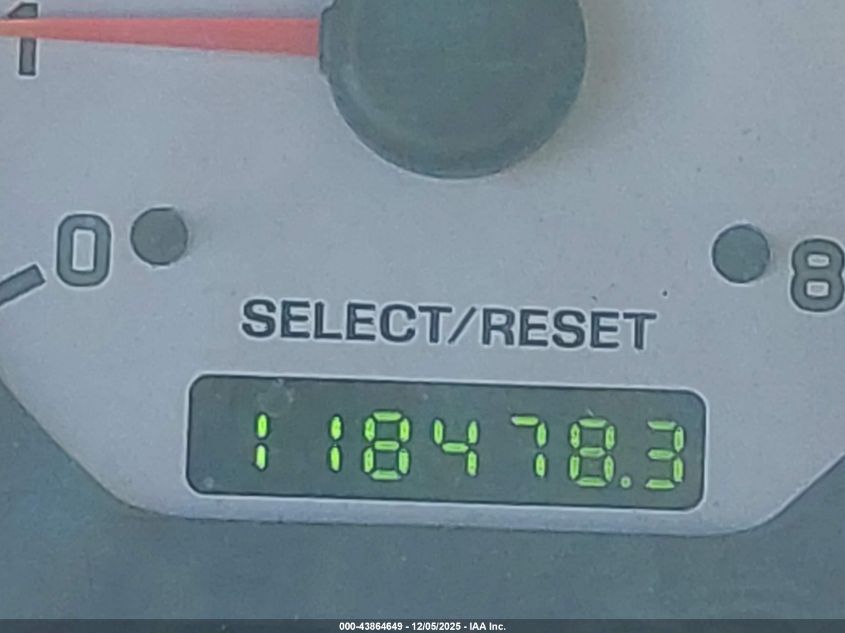 1
0
8
SELECT/RESET
118478.3
000-43864649 - 12/05/2025 - IAA Inc.